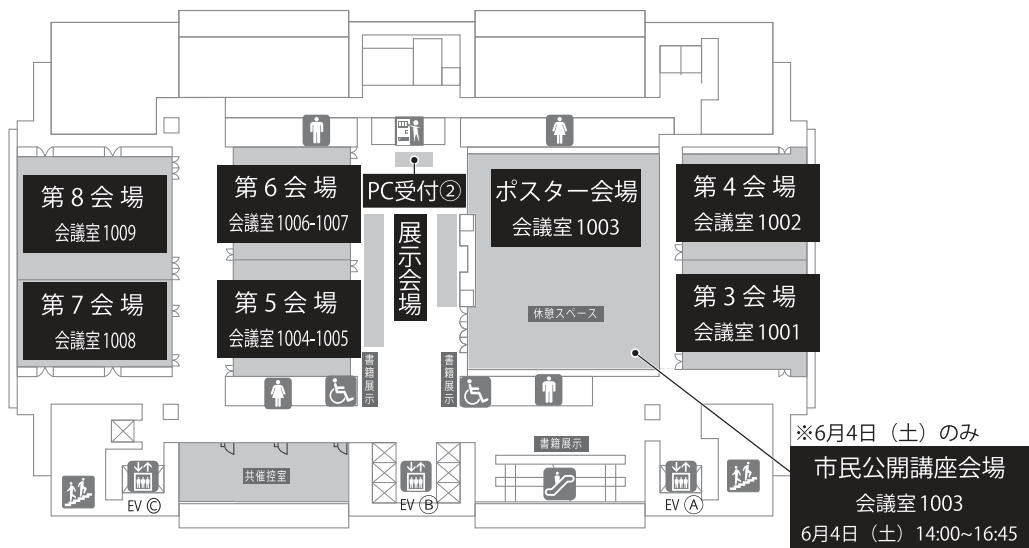 第8会場
会議室1009
第6会場
会議室1006-1007
PC受付②
展示会場
ポスター会場
会議室1003
第4会場
会議室1002
第7会場
会議室1008
第5会場
会議室1004-1005
休憩スペース
第3会場
会議室1001
書籍展示
書籍展示
書籍展示
共催控室
EV Ⓒ
EV Ⓑ
EV Ⓐ
※6月4日（土）のみ
市民公開講座会場
会議室1003
6月4日（土）14:00~16:45